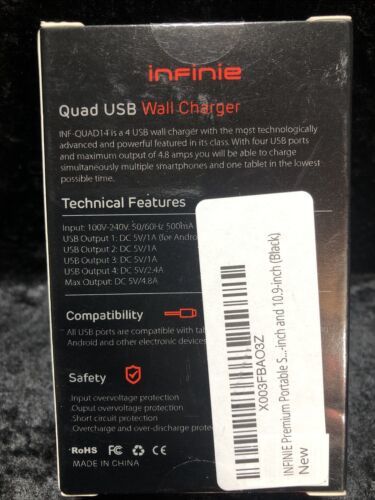 infinie
Quad USB Wall Charger
INF-QUAD14 is a 4 USB wall charger with the most technologically
advanced and powerful featured in its class. With four USB ports
and maximum output of 4.8 amps you will be able to charge
simultaneously multiple smartphones and one tablet in the lowest
possible time.
Technical Features
Input: 100V-240V. 50/60Hz 500mA
USB Output 1: DC 5V/1A (for Andro
USB Output 2: DC 5V/1A
USB Output 3: DC 5V/1A
USB Output 4: DC 5V/2.4A
Max Output: DC 5V/4.8A
Compatibility
All USB ports are compatible with tab
Android and other electronic devices
Safety
.Input overvoltage protection
.Ouput overvoltage protection
Short circuit protection
.Overcharge and over-discharge protect
RoHS FC CE
MADE IN CHINA
X003FBAO3Z
INFINIE Premium Portable S...-inch and 10.9-inch (Black)
New